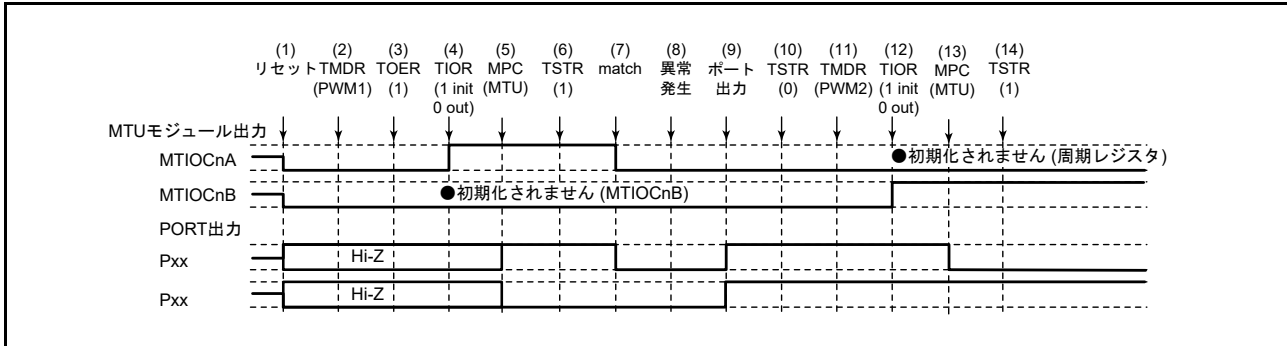 (1) (2) (3) (4) (5) (6) (7) (8) (9) (10) (11) (12) (13) (14)
リセット TMDR TOER TIOR MPC TSTR match 異常 ポート TSTR TMDR TIOR MPC TSTR
(PWM1) (1) (1 init (MTU) (1) 発生 出力 (0) (PWM2) (1 init (MTU) (1)
0 out) 0 out)
MTUモジュール出力
MTIOCnA ●初期化されません (周期レジスタ)
MTIOCnB ●初期化されません (MTIOCnB)
PORT出力
Pxx Hi-Z
Pxx Hi-Z